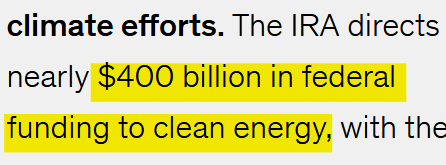 climate efforts. The IRA directs
nearly $400 billion in federal
funding to clean energy, with the